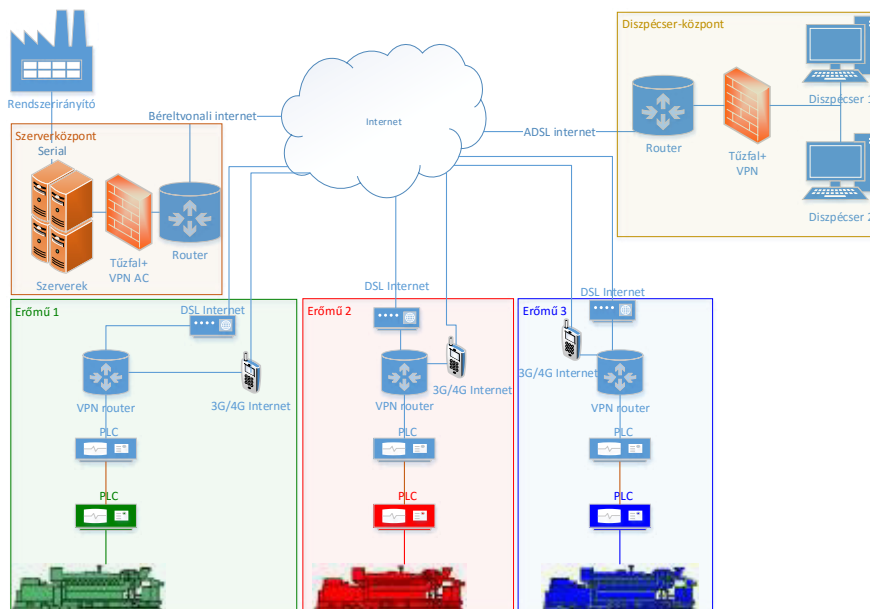 Rendszerirányító
Béreltvonali internet
Szerverközpont
Serial
Szerverek
Tűzfal+
VPN AC
Router
Internet
ADSL internet
Diszpécser-központ
Router
Tűzfal+
VPN
Diszpécser 1
Diszpécser 2
Erőmű 1
DSL Internet
VPN router
3G/4G Internet
PLC
PLC
Erőmű 2
DSL Internet
VPN router
3G/4G Internet
PLC
PLC
Erőmű 3
DSL Internet
3G/4G Internet
VPN router
PLC
PLC